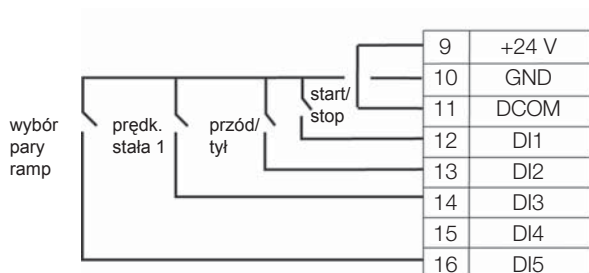 9 +24 V
10 GND
11 DCOM
12 DI1
13 DI2
14 DI3
15 DI4
16 DI5
start/
stop
przód/
tył
prędk.
stała 1
wybór
pary
ramp